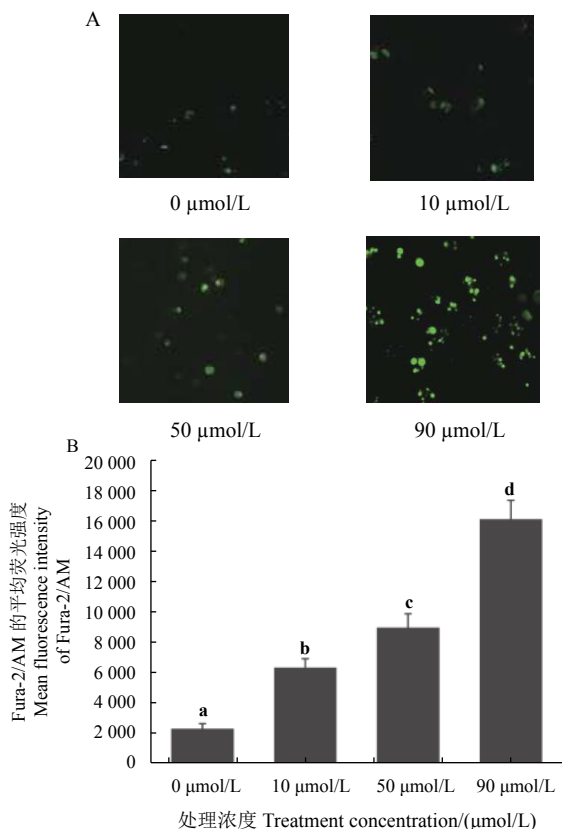 A
0 μmol/L
10 μmol/L
50 μmol/L
90 μmol/L
B
Fura-2/AM 的平均荧光强度
Mean fluorescence intensity
of Fura-2/AM
20 000
18 000
16 000
14 000
12 000
10 000
8 000
6 000
4 000
2 000
0
a
b
c
d
0 μmol/L
10 μmol/L
50 μmol/L
90 μmol/L
处理浓度 Treatment concentration/(μmol/L)